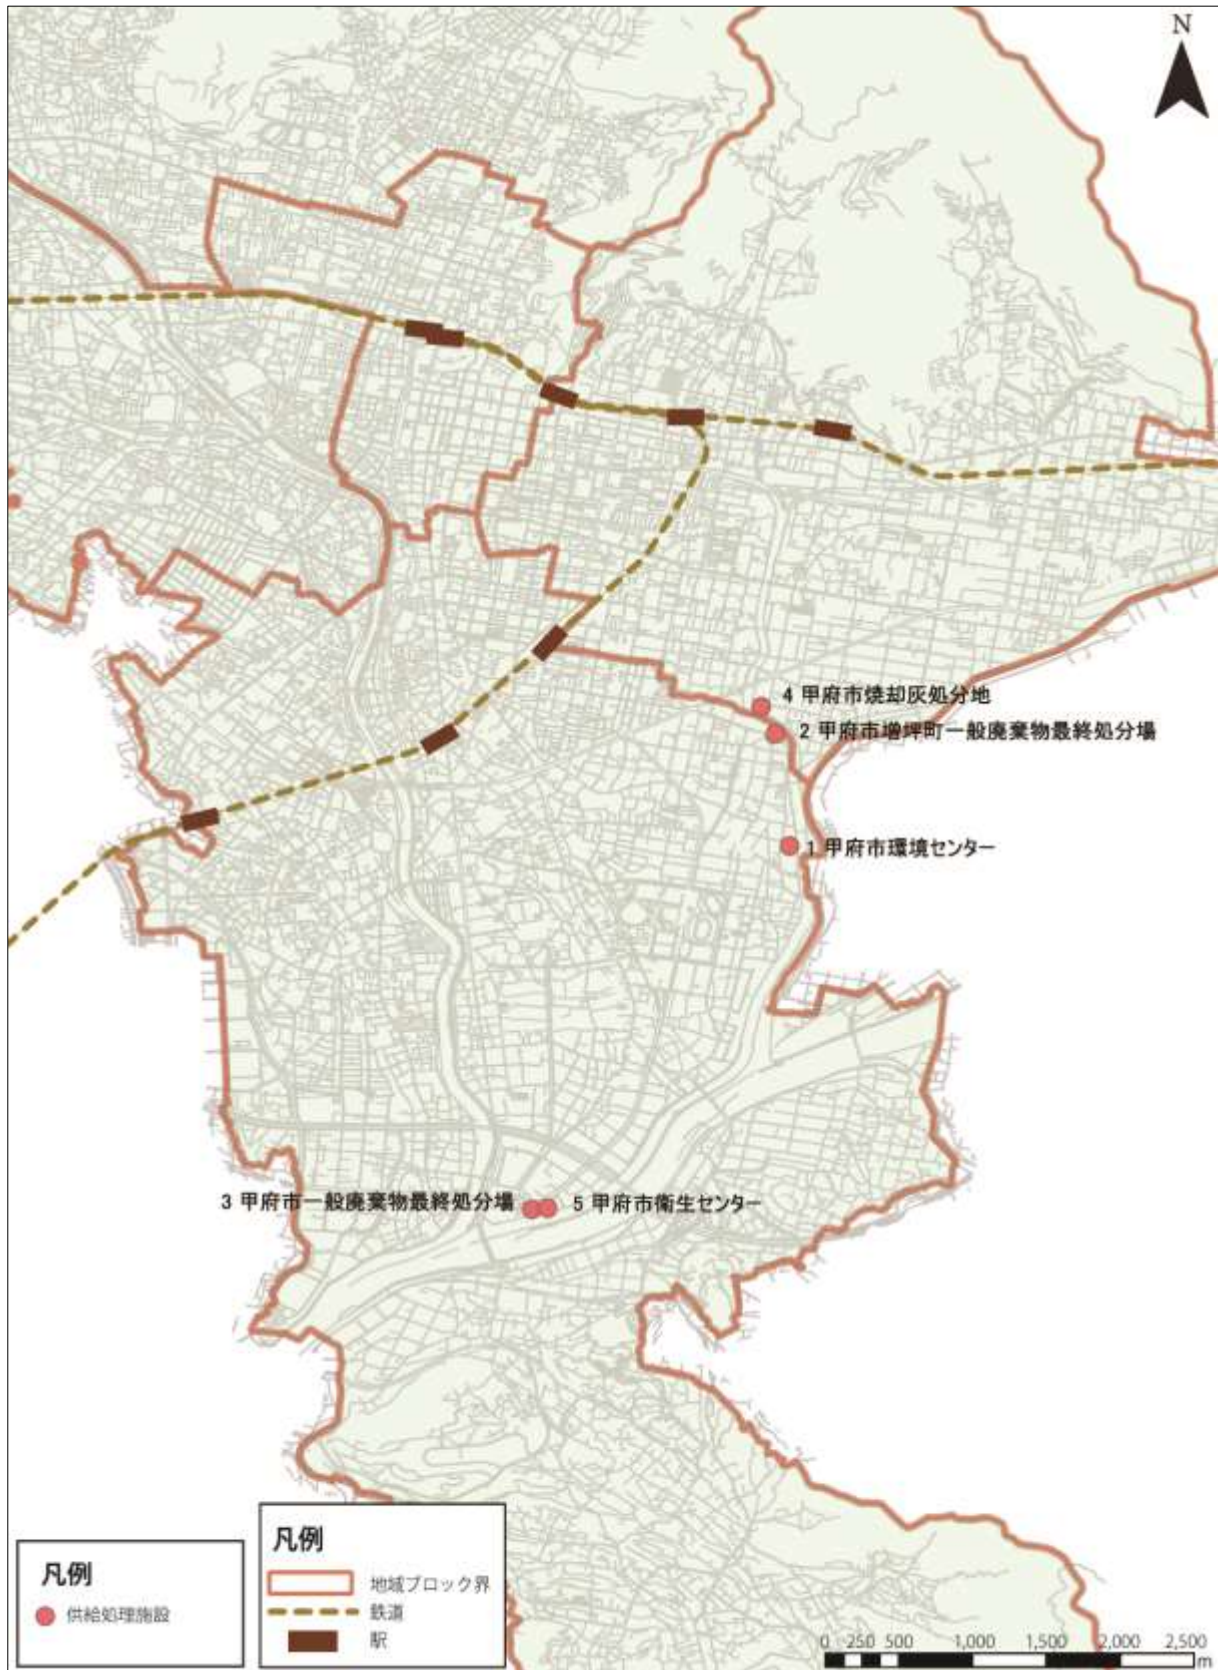 N
4 甲府市焼却灰処分地
2 甲府市増坪町一般廃棄物最終処分場
1 甲府市環境センター
3 甲府市一般廃棄物最終処分場
5 甲府市衛生センター
凡例
供給処理施設
凡例
地域ブロック界
鉄道
駅
0 250 500 1,000 1,500 2,000 2,500
m